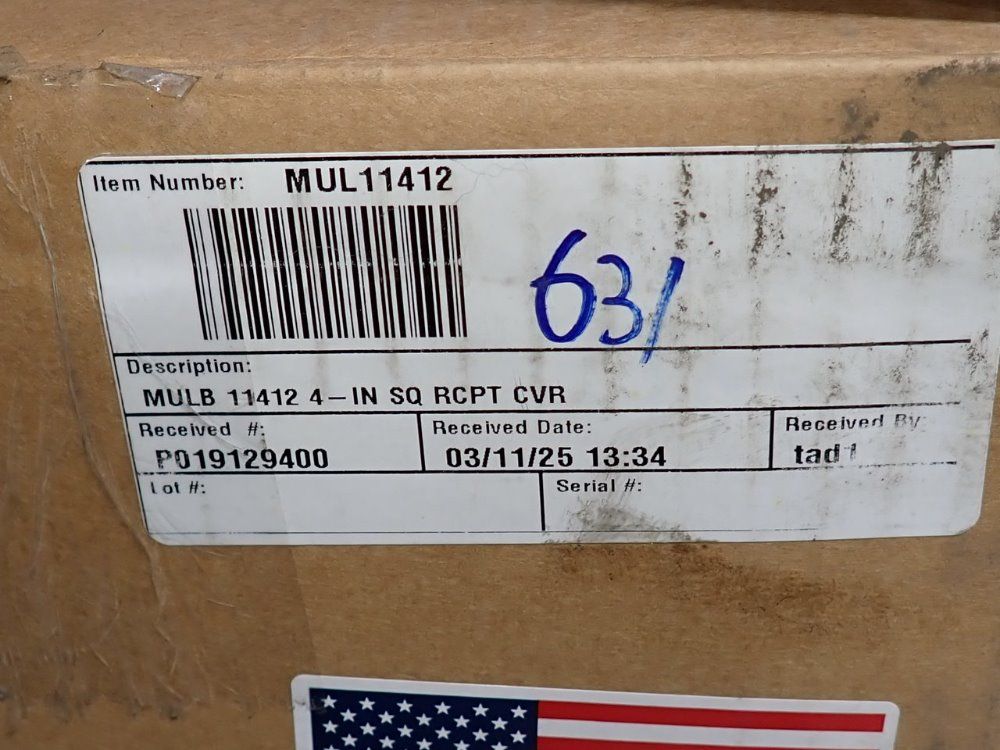 Item Number: MUL11412
631
Description:
MULB 11412 4-IN SQ RCPT CVR
Received #: Received Date: Received By:
P019129400 03/11/25 13:34 tad1
Lot #: Serial #: